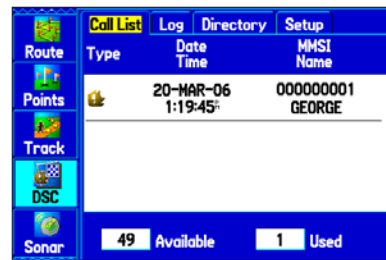 Call List Log Directory Setup
Route
Type Date Time MMSI Name
Points
20-MAR-06 000000001
1:19:45 GEORGE
Track
DSC
Sonar
49 Available 1 Used